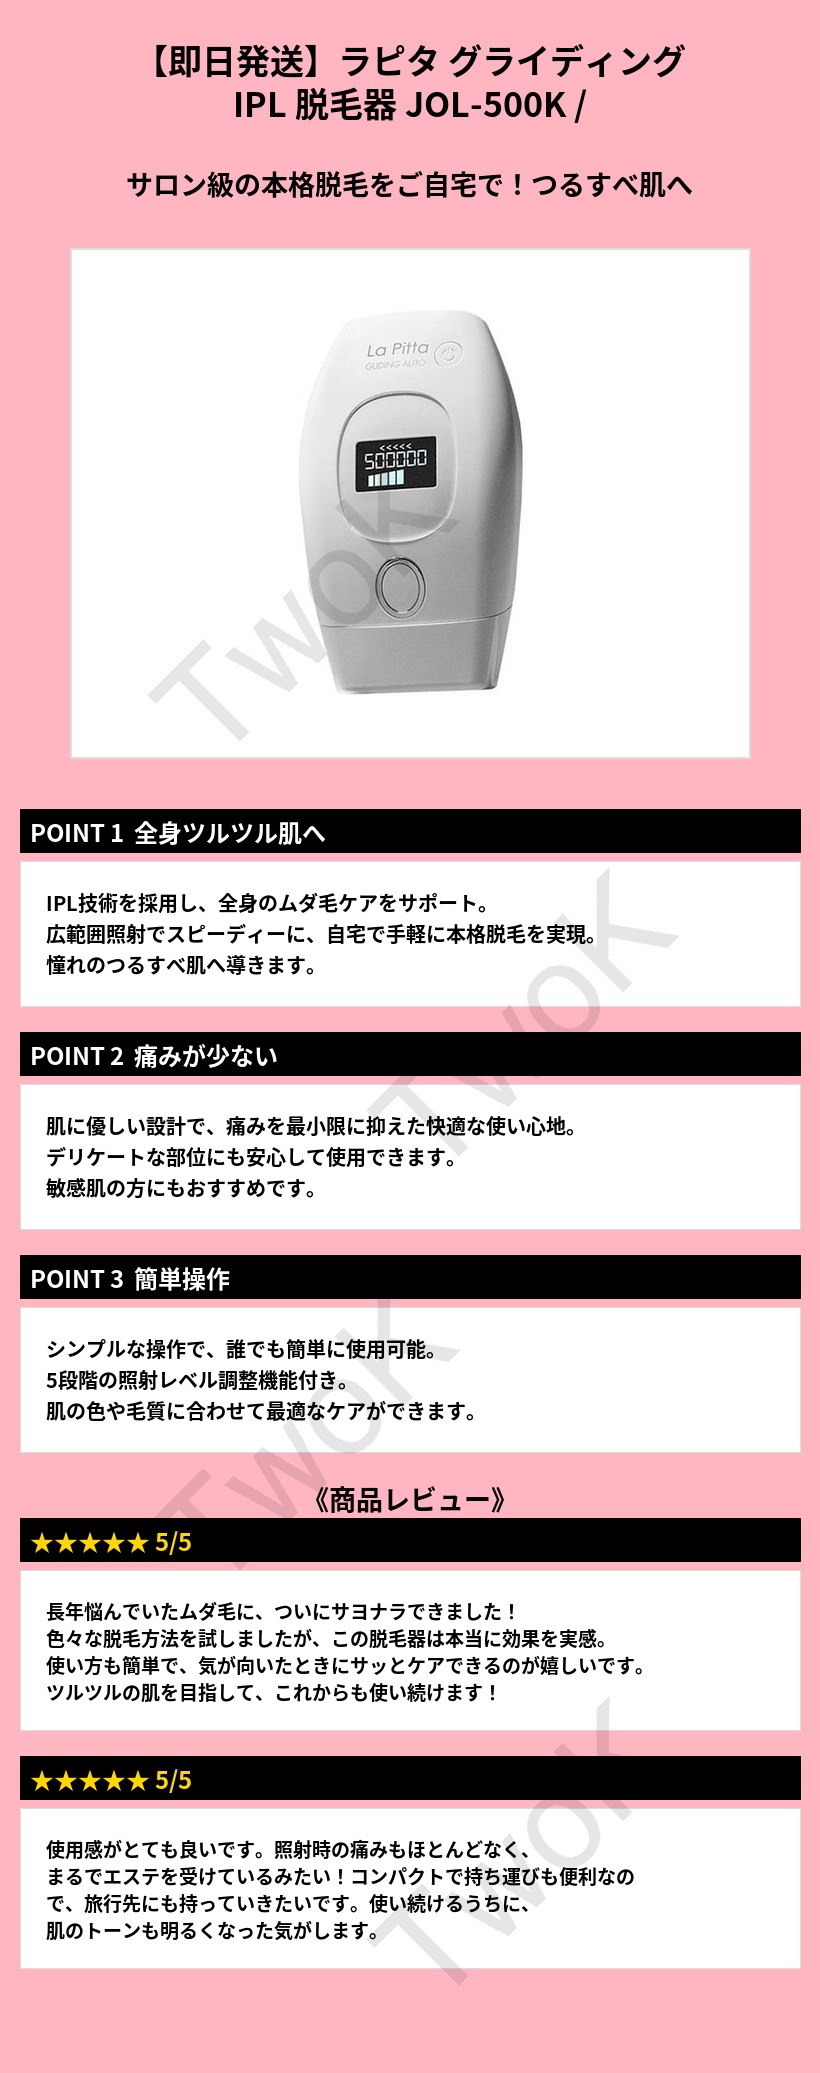 【即日発送】ラピタ グライディング
IPL 脱毛器 JOL-500K /
サロン級の本格脱毛をご自宅で！つるすべ肌へ
La Pitta
GLIDING AUTO
<<<<<
500000
TwoK
POINT 1 全身ツルツル肌へ
IPL技術を採用し、全身のムダ毛ケアをサポート。
広範囲照射でスピーディーに、自宅で手軽に本格脱毛を実現。
憧れのつるすべ肌へ導きます。
TwoK
POINT 2 痛みが少ない
肌に優しい設計で、痛みを最小限に抑えた快適な使い心地。
デリケートな部位にも安心して使用できます。
敏感肌の方にもおすすめです。
POINT 3 簡単操作
シンプルな操作で、誰でも簡単に使用可能。
5段階の照射レベル調整機能付き。
肌の色や毛質に合わせて最適なケアができます。
TwoK
《商品レビュー》
★★★★★ 5/5
長年悩んでいたムダ毛に、ついにサヨナラできました！
色々な脱毛方法を試しましたが、この脱毛器は本当に効果を実感。
使い方も簡単で、気が向いたときにサッとケアできるのが嬉しいです。
ツルツルの肌を目指して、これからも使い続けます！
★★★★★ 5/5
使用感がとても良いです。照射時の痛みもほとんどなく、
まるでエステを受けているみたい！コンパクトで持ち運びも便利なの
で、旅行先にも持っていきたいです。使い続けるうちに、
肌のトーンも明るくなった気がします。
TwoK